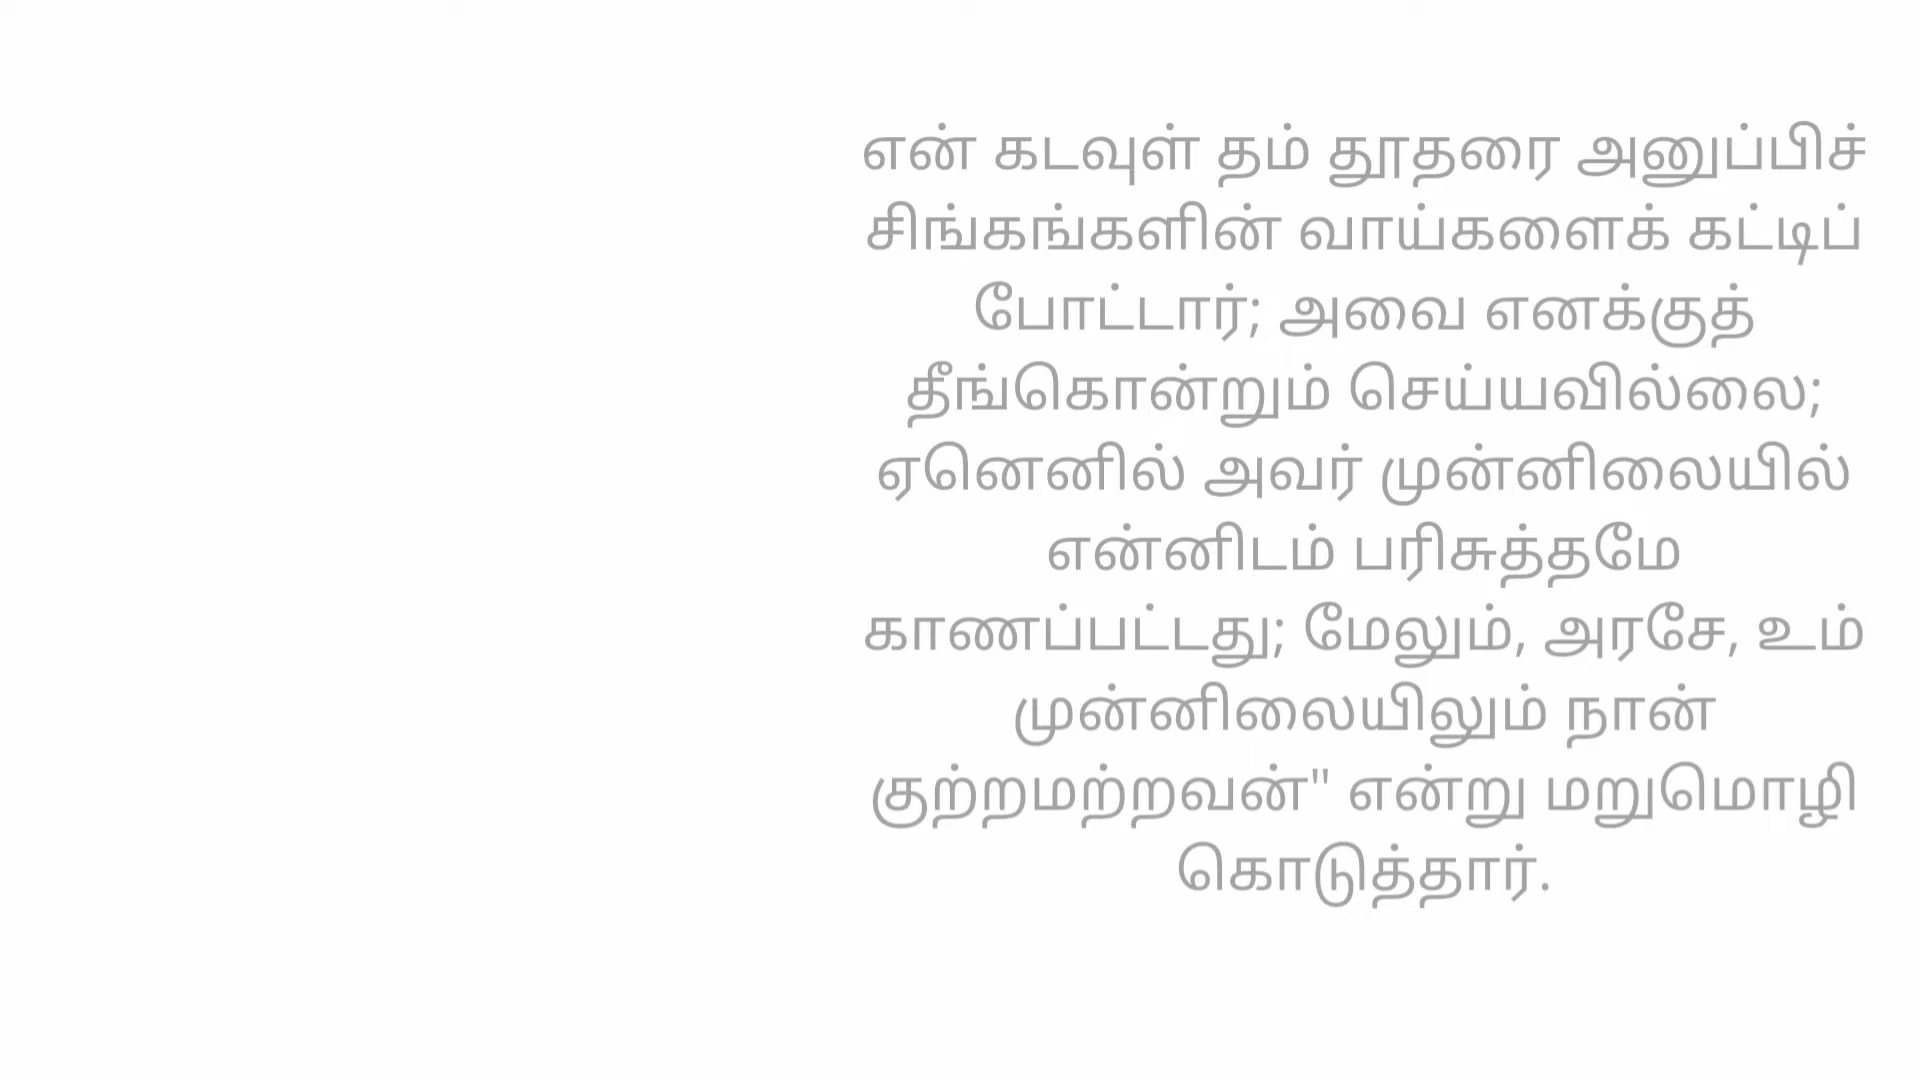 என் கடவுள் தம் தூதரை அனுப்பிச்
சிங்கங்களின் வாய்களைக் கட்டிப்
போட்டார்; அவை எனக்குத்
தீங்கொன்றும் செய்யவில்லை;
ஏனெனில் அவர் முன்னிலையில்
என்னிடம் பரிசுத்தமே
காணப்பட்டது; மேலும், அரசே, உம்
முன்னிலையிலும் நான்
குற்றமற்றவன்" என்று மறுமொழி
கொடுத்தார்.